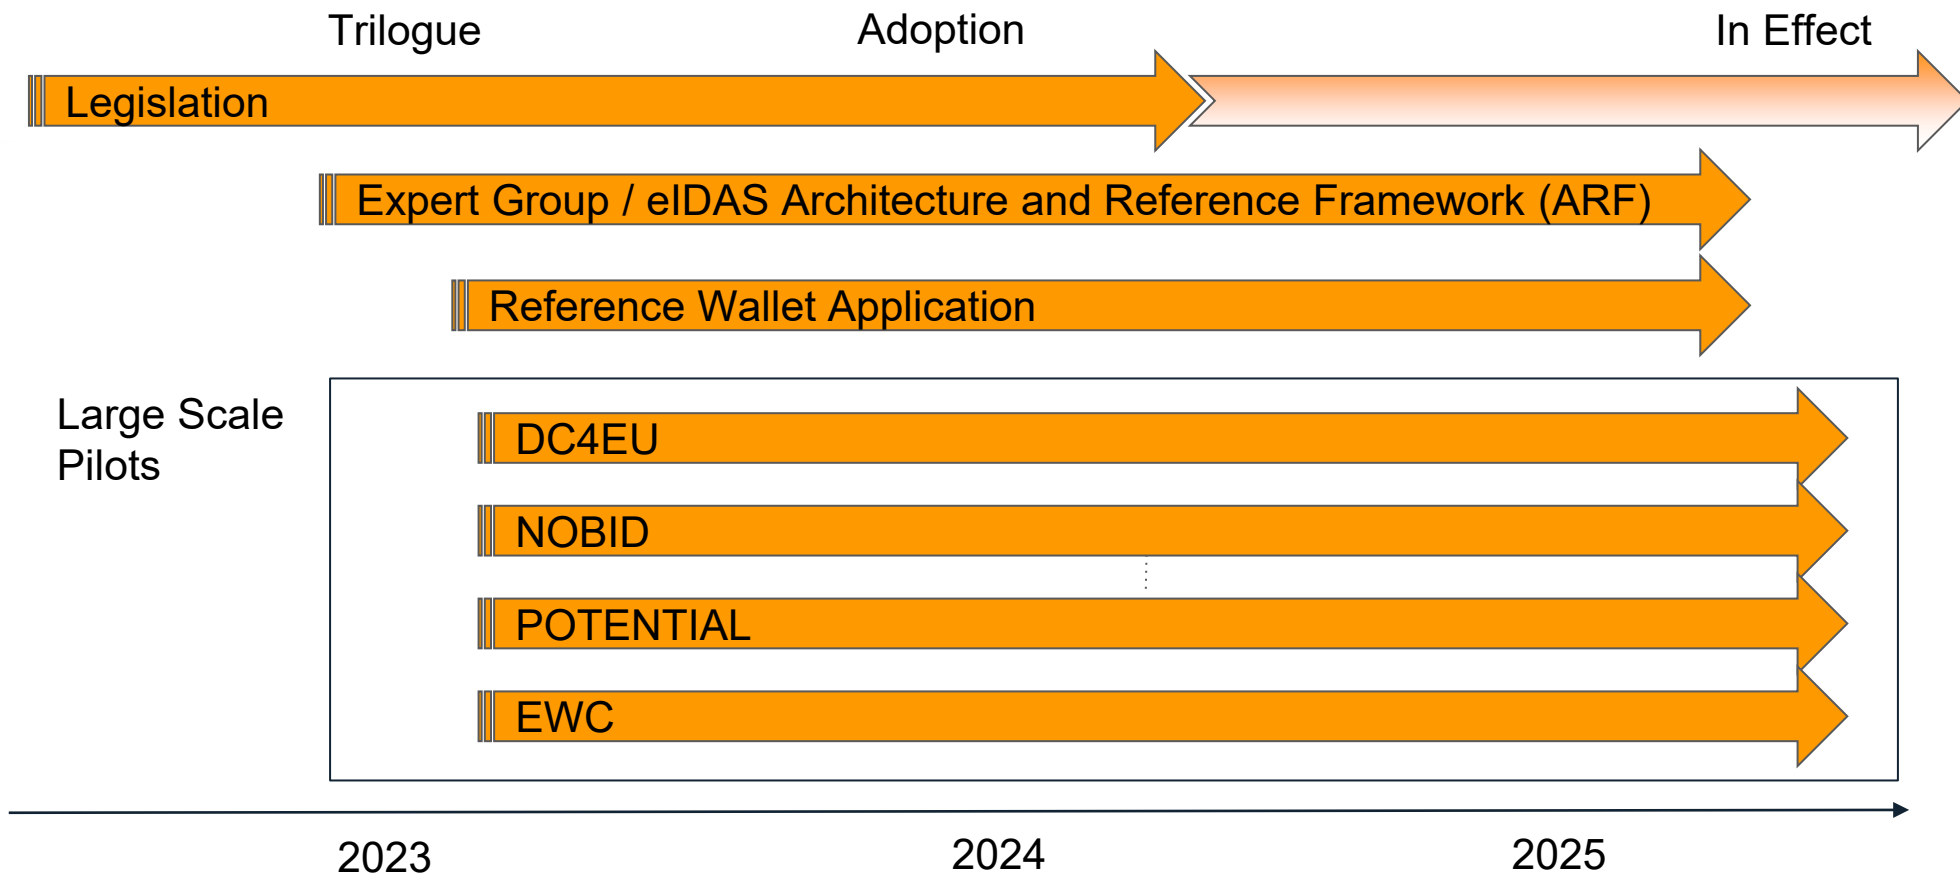 Trilogue
Adoption
In Effect
Legislation
Expert Group / eIDAS Architecture and Reference Framework (ARF)
Reference Wallet Application
Large Scale
Pilots
DC4EU
NOBID
POTENTIAL
EWC
2023
2024
2025